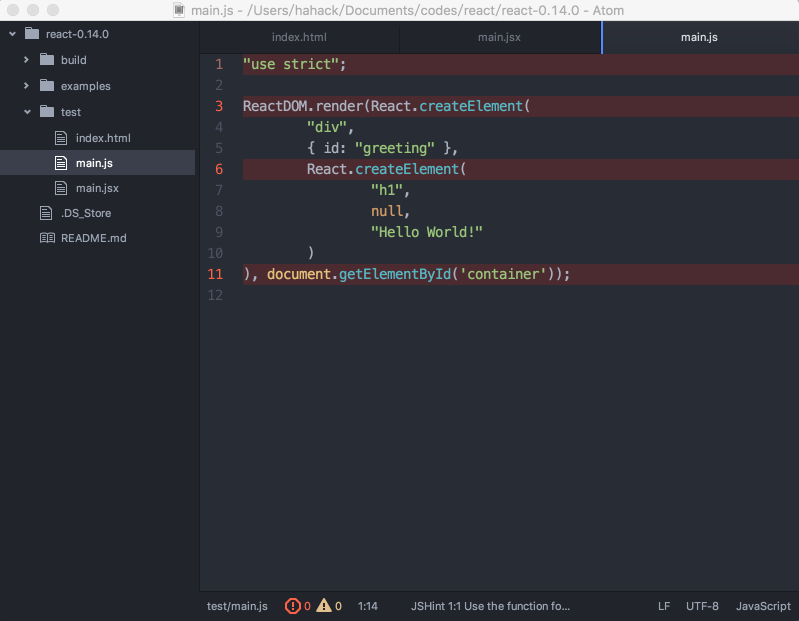 main.js - /Users/hahack/Documents/codes/react/react-0.14.0 - Atom
react-0.14.0
build
examples
test
index.html
main.js
main.jsx
.DS_Store
README.md
index.html main.jsx main.js
1 "use strict";
2
3 ReactDOM.render(React.createElement(
4 "div",
5 { id: "greeting" },
6 React.createElement(
7 "h1",
8 null,
9 "Hello World!"
10 )
11 ), document.getElementById('container'));
12
test/main.js 0 0 1:14 JSHint 1:1 Use the function fo... LF UTF-8 JavaScript